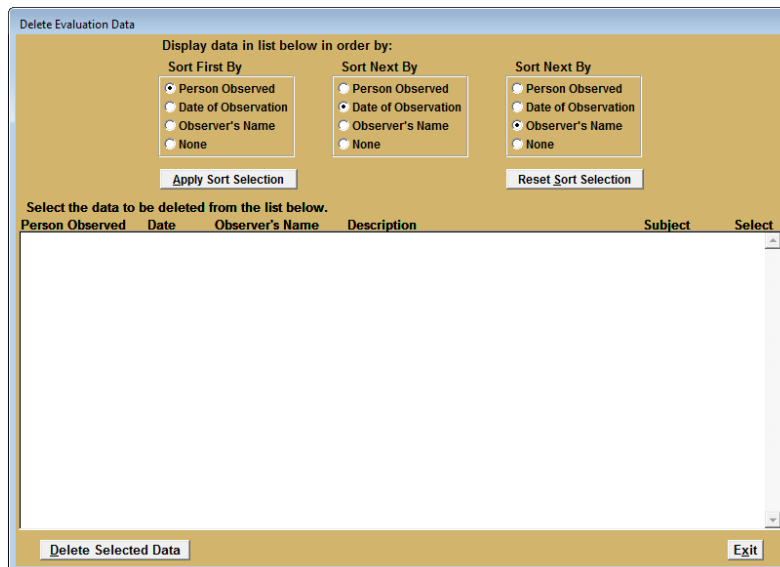 Delete Evaluation Data
Display data in list below in order by:
Sort First By Sort Next By Sort Next By
Person Observed Person Observed Person Observed
Date of Observation Date of Observation Date of Observation
Observer's Name Observer's Name Observer's Name
None None None
Apply Sort Selection Reset Sort Selection
Select the data to be deleted from the list below.
Person Observed Date Observer's Name Description Subject Select
Delete Selected Data Exit